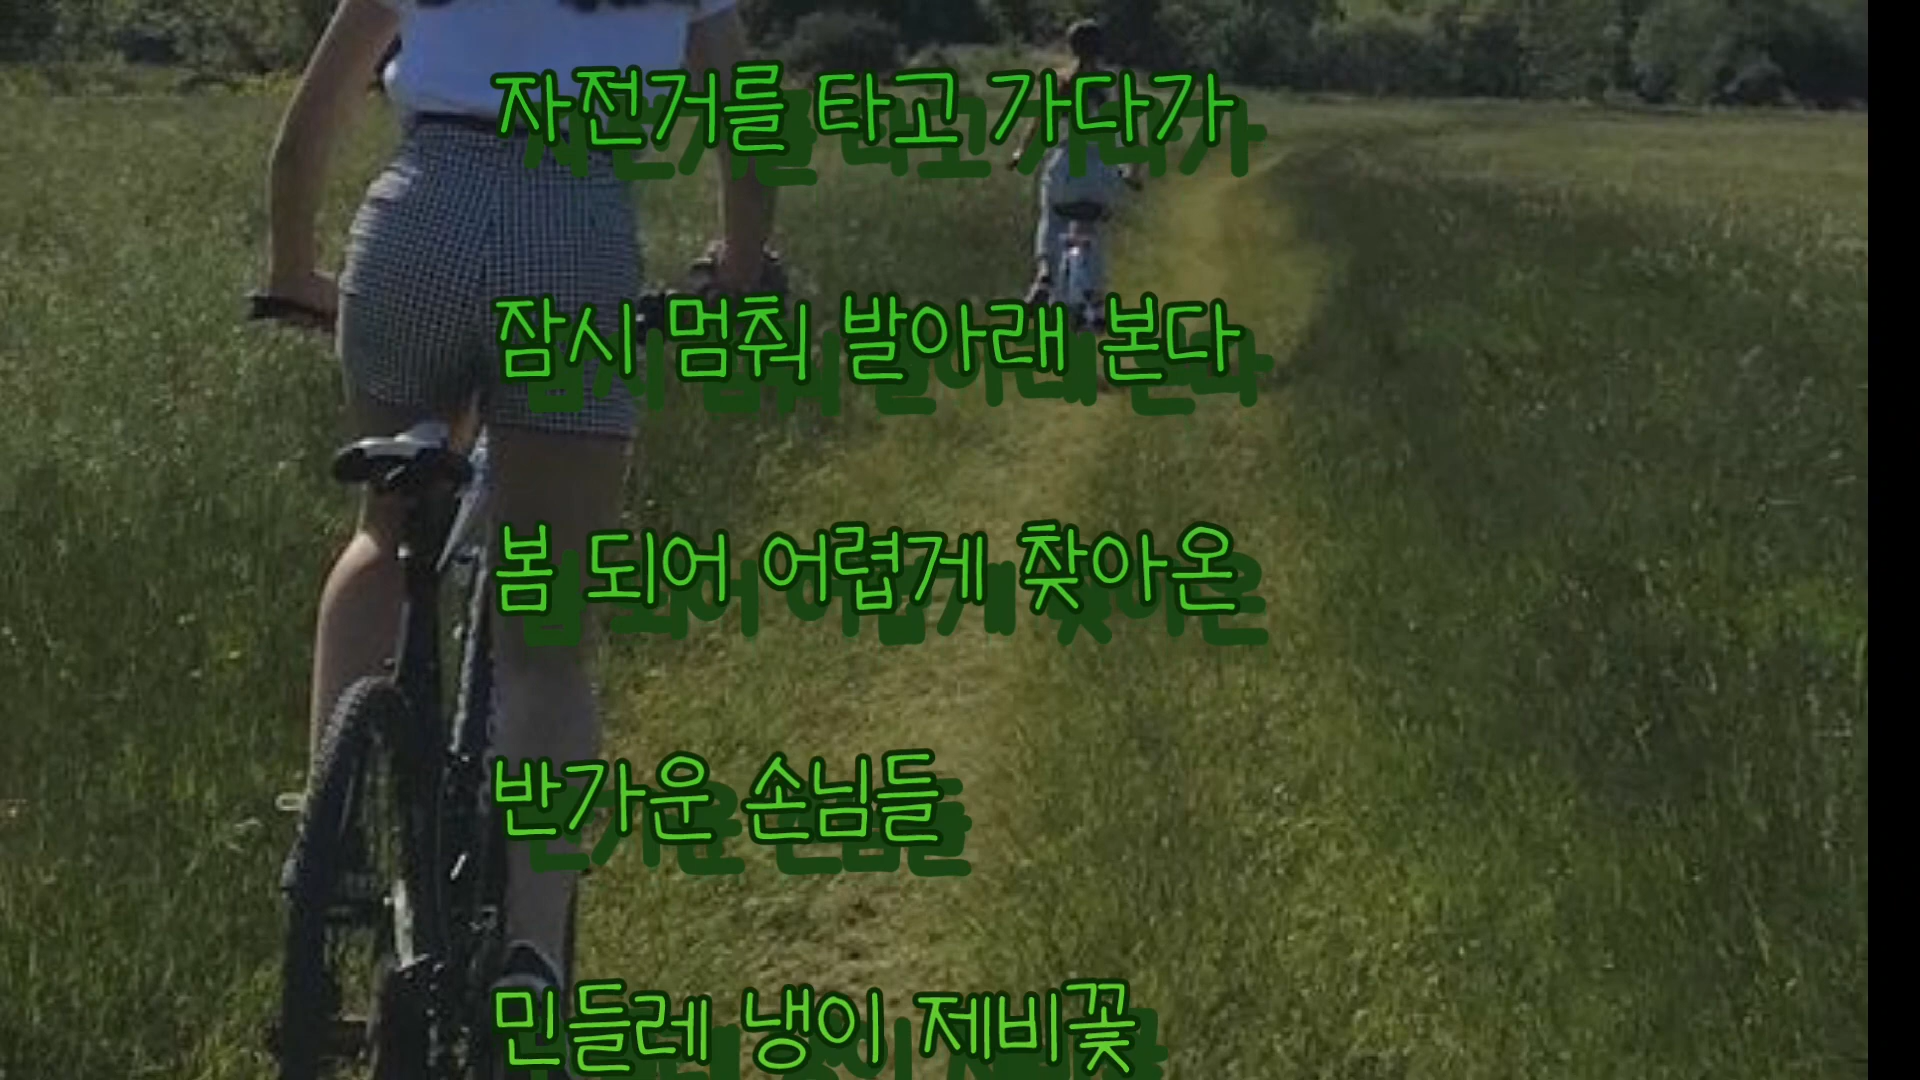 자전거를 타고 가다가
잠시 멈춰 발아래 본다
봄 되어 어렵게 찾아온
반가운 손님들
민들레 냉이 제비꽃